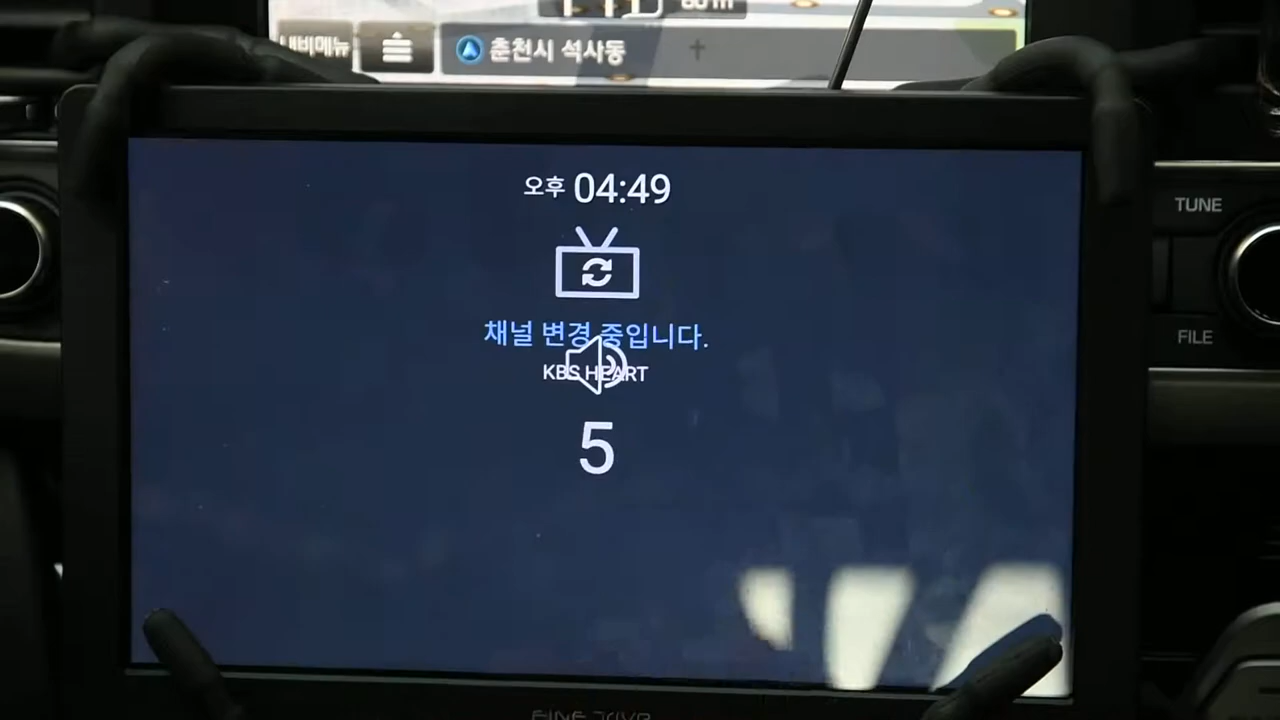 내비메뉴
춘천시 석사동
오후 04:49
채널 변경 중입니다.
KBS HEART
5
TUNE
FILE